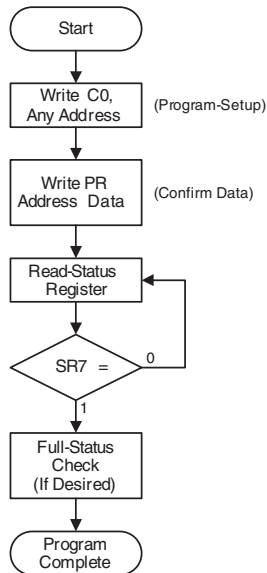 Start
Write C0,
Any Address
(Program-Setup)
Write PR
Address Data
(Confirm Data)
Read-Status
Register
SR7 =
0
1
Full-Status
Check
(If Desired)
Program
Complete